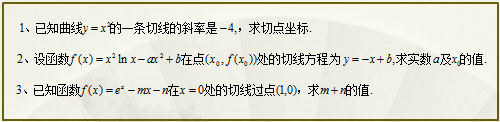 1、已知曲线y = x²的一条切线的斜率是−4,，求切点坐标.
2、设函数f(x) = x² ln x − ax² + b在点(x₀, f(x₀))处的切线方程为 y = −x + b,求实数a及x₀的值.
3、已知函数f(x) = eˣ − mx − n在x = 0处的切线过点(1,0)，求m + n的值.